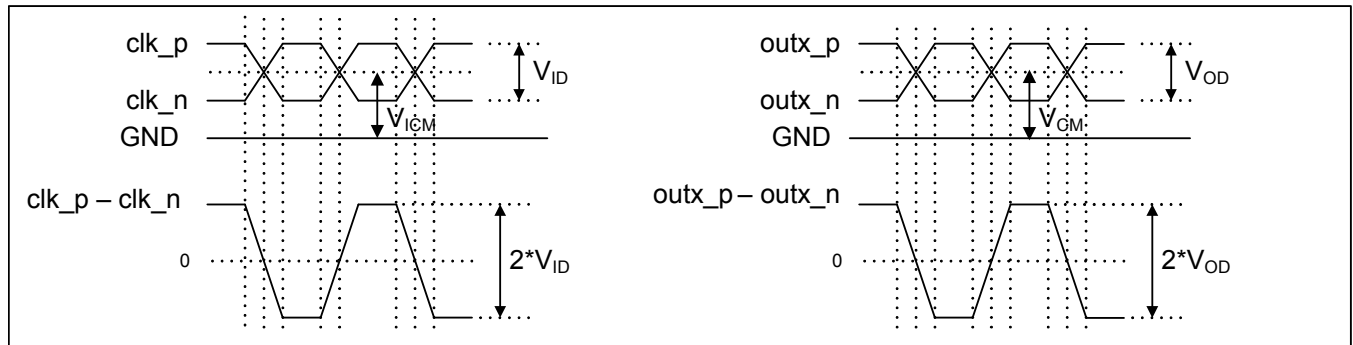 clk_p
V_ID
clk_n
V_ICM
GND
clk_p – clk_n
0
2*V_ID
outx_p
V_OD
outx_n
V_CM
GND
outx_p – outx_n
0
2*V_OD